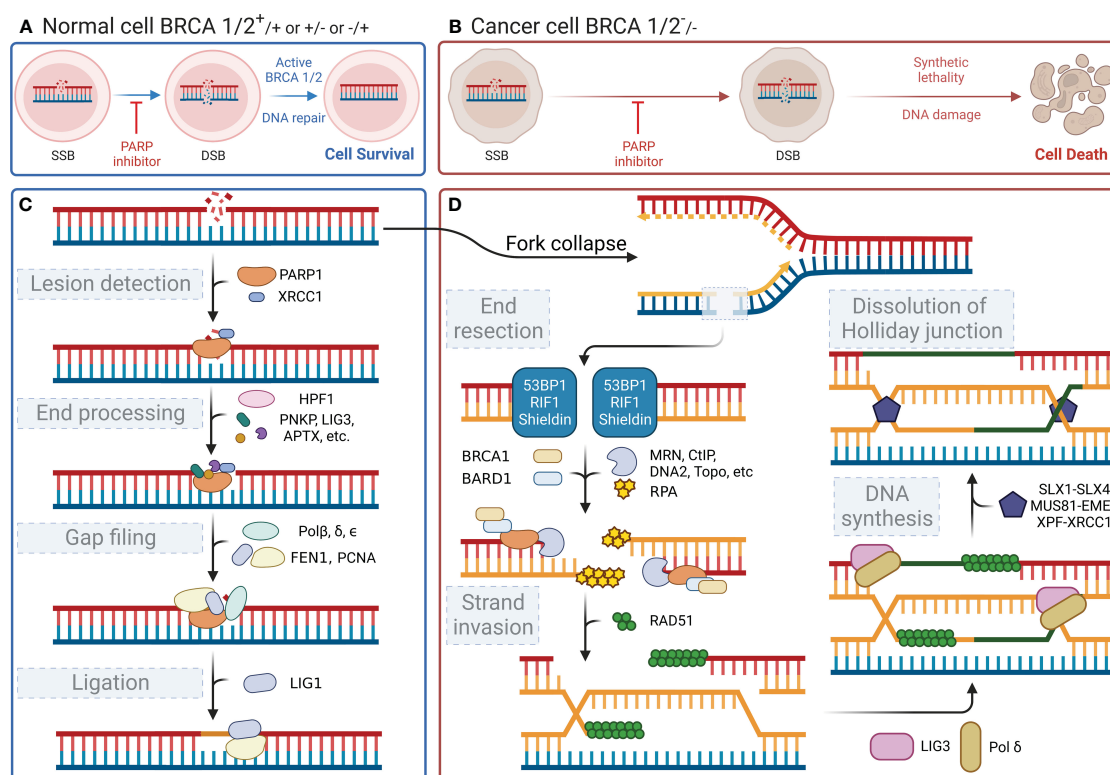 A Normal cell BRCA 1/2+/+ or +/- or -/+
B Cancer cell BRCA 1/2-/-
Active
BRCA 1/2
DNA repair
PARP
inhibitor
SSB
DSB
Cell Survival
Synthetic
lethality
DNA damage
PARP
inhibitor
SSB
DSB
Cell Death
C
Lesion detection
PARP1
XRCC1
End processing
HPF1
PNKP, LIG3,
APTX, etc.
Gap filing
Polβ, δ, ϵ
FEN1, PCNA
Ligation
LIG1
D
Fork collapse
End
resection
53BP1
RIF1
Shieldin
53BP1
RIF1
Shieldin
BRCA1
BARD1
MRN, CtIP,
DNA2, Topo, etc
RPA
Strand
invasion
RAD51
Dissolution of
Holliday junction
DNA
synthesis
SLX1-SLX4
MUS81-EME
XPF-XRCC1
LIG3
Pol δ